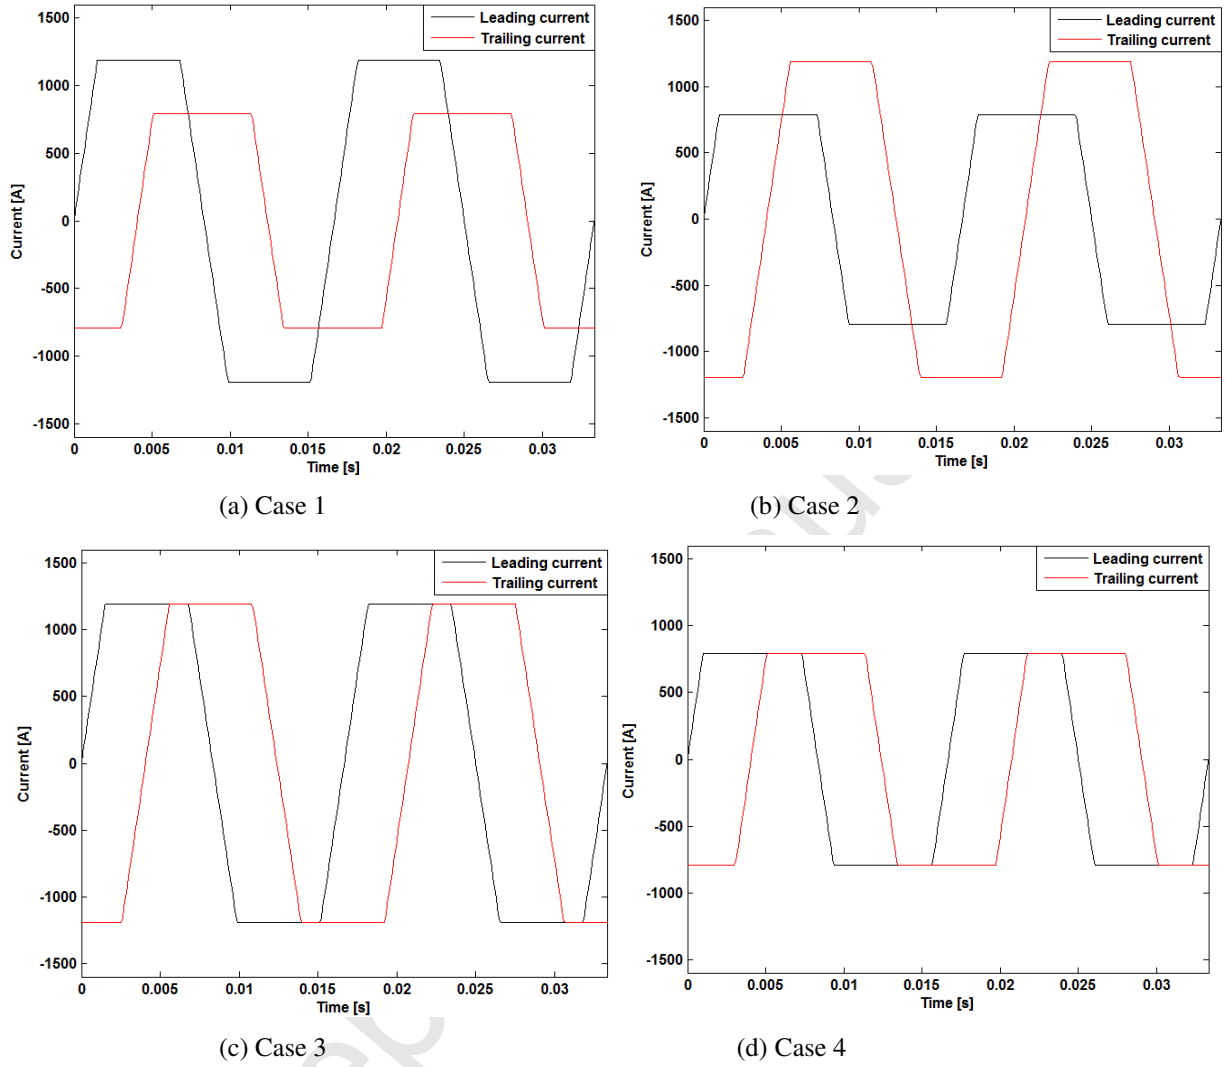 1500
1000
500
0
-500
-1000
-1500
Current [A]
Leading current
Trailing current
0
0.005
0.01
0.015
0.02
0.025
0.03
Time [s]
(a) Case 1
1500
1000
500
0
-500
-1000
-1500
Current [A]
Leading current
Trailing current
0
0.005
0.01
0.015
0.02
0.025
0.03
Time [s]
(b) Case 2
1500
1000
500
0
-500
-1000
-1500
Current [A]
Leading current
Trailing current
0
0.005
0.01
0.015
0.02
0.025
0.03
Time [s]
(c) Case 3
1500
1000
500
0
-500
-1000
-1500
Current [A]
Leading current
Trailing current
0
0.005
0.01
0.015
0.02
0.025
0.03
Time [s]
(d) Case 4